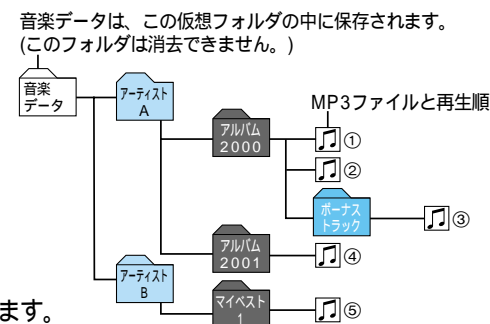 音楽データは、この仮想フォルダの中に保存されます。
(このフォルダは消去できません。)
音楽
データ
アーティスト
A
アルバム
2000
MP3ファイルと再生順
①
②
ボーナス
トラック
③
アルバム
2001
④
アーティスト
B
マイベスト
1
⑤
ます。